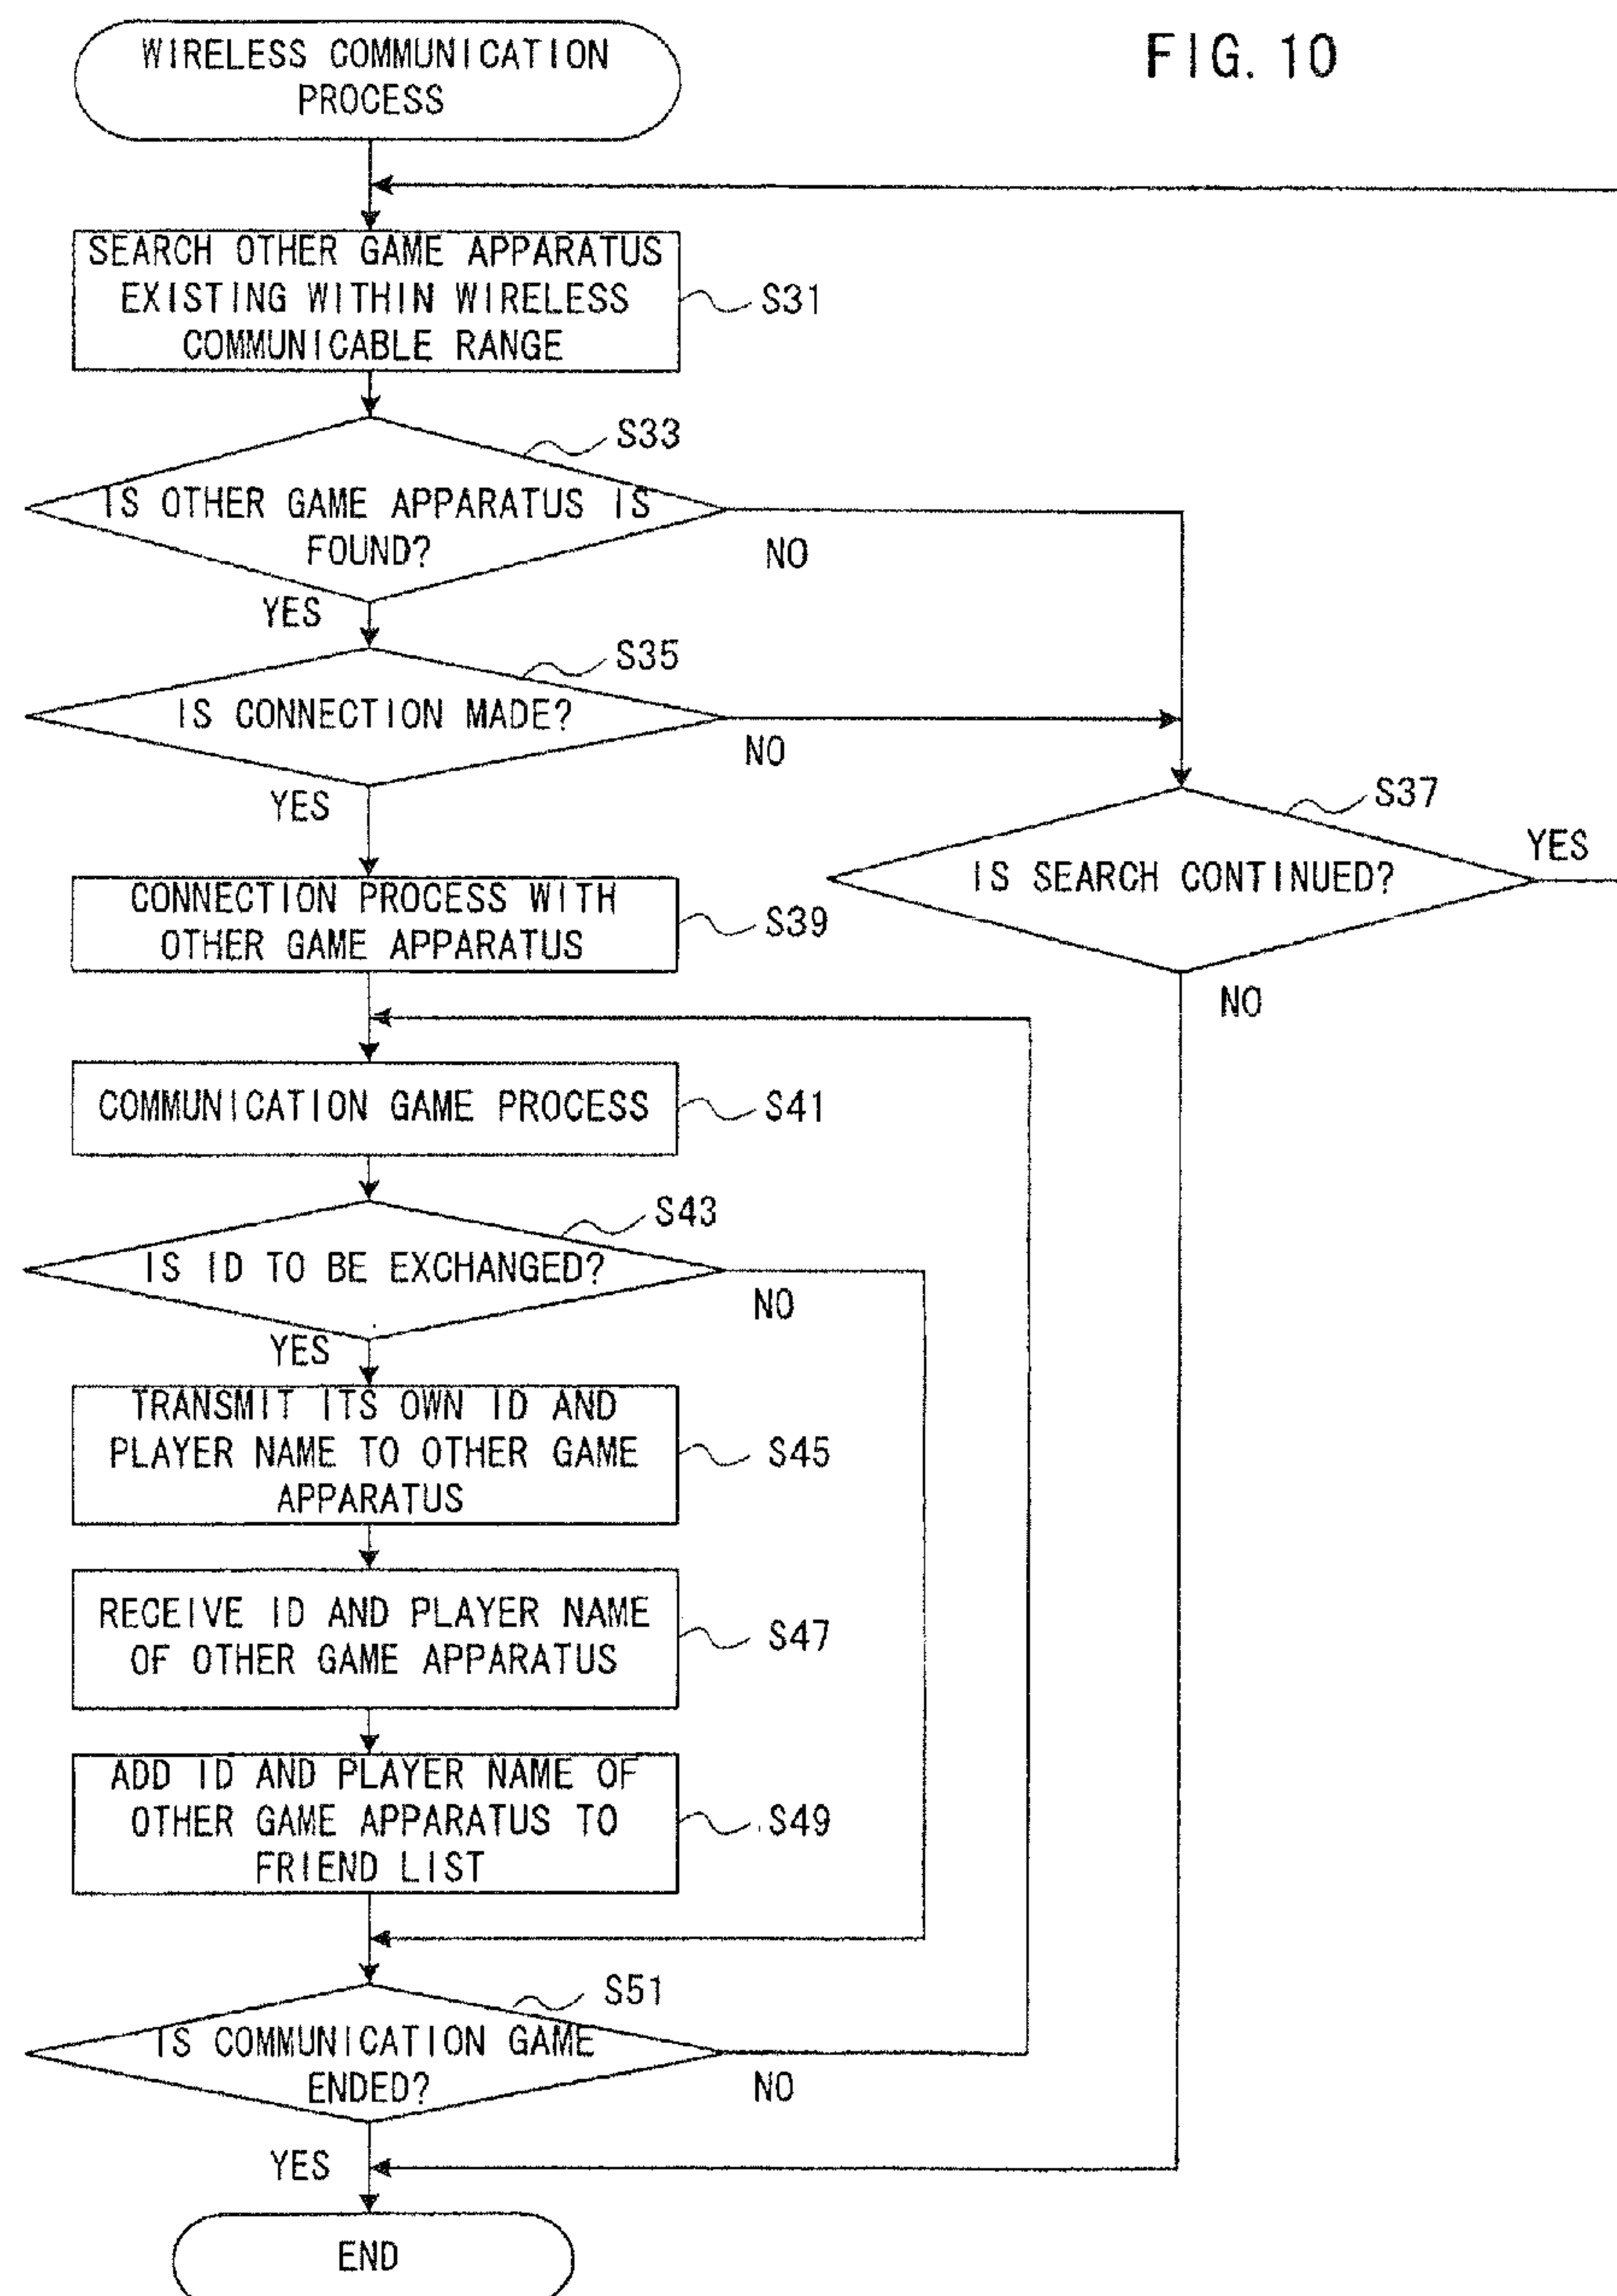 FIG. 10
WIRELESS COMMUNICATION
PROCESS
SEARCH OTHER GAME APPARATUS
EXISTING WITHIN WIRELESS
COMMUNICABLE RANGE
S31
S33
IS OTHER GAME APPARATUS IS
FOUND?
NO
YES
S35
IS CONNECTION MADE?
NO
YES
S37
IS SEARCH CONTINUED?
YES
NO
CONNECTION PROCESS WITH
OTHER GAME APPARATUS
S39
COMMUNICATION GAME PROCESS
S41
S43
IS ID TO BE EXCHANGED?
NO
YES
TRANSMIT ITS OWN ID AND
PLAYER NAME TO OTHER GAME
APPARATUS
S45
RECEIVE ID AND PLAYER NAME
OF OTHER GAME APPARATUS
S47
ADD ID AND PLAYER NAME OF
OTHER GAME APPARATUS TO
FRIEND LIST
S49
S51
IS COMMUNICATION GAME
ENDED?
NO
YES
END